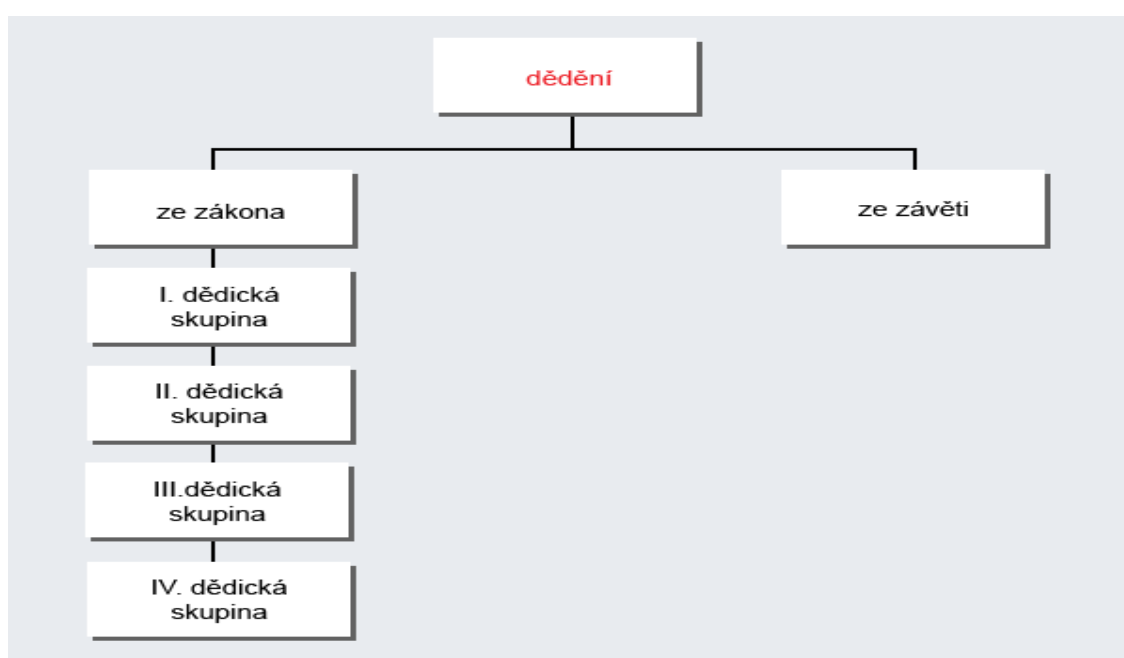 dědění
ze zákona
ze závěti
I. dědická
skupina
II. dědická
skupina
III.dědická
skupina
IV. dědická
skupina